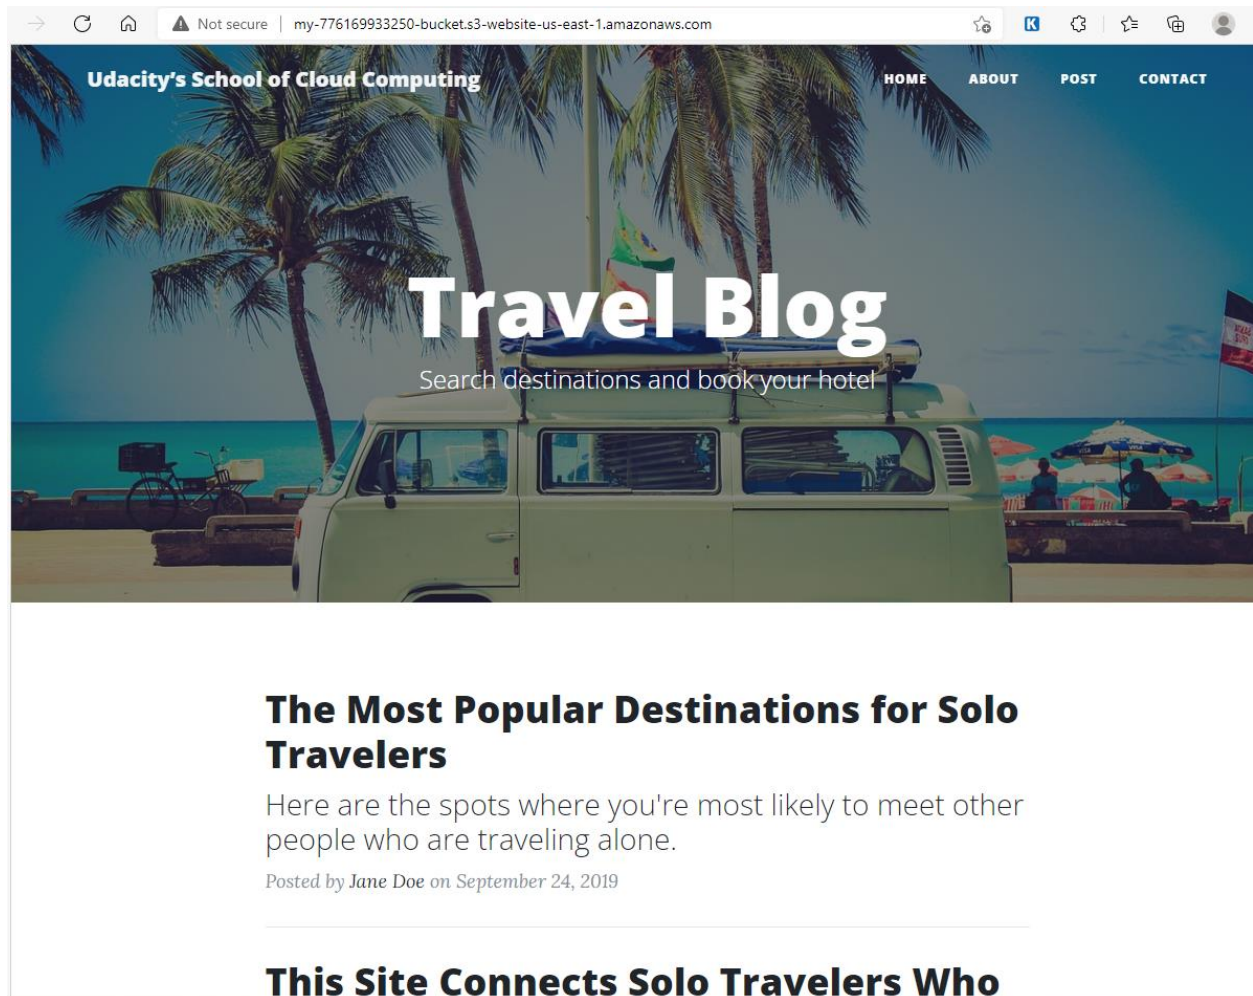 Not secure | my-776169933250-bucket.s3-website-us-east-1.amazonaws.com
K
Udacity's School of Cloud Computing
HOME ABOUT POST CONTACT
Travel Blog
Search destinations and book your hotel
VISA
The Most Popular Destinations for Solo
Travelers
Here are the spots where you're most likely to meet other
people who are traveling alone.
Posted by Jane Doe on September 24, 2019
This Site Connects Solo Travelers Who